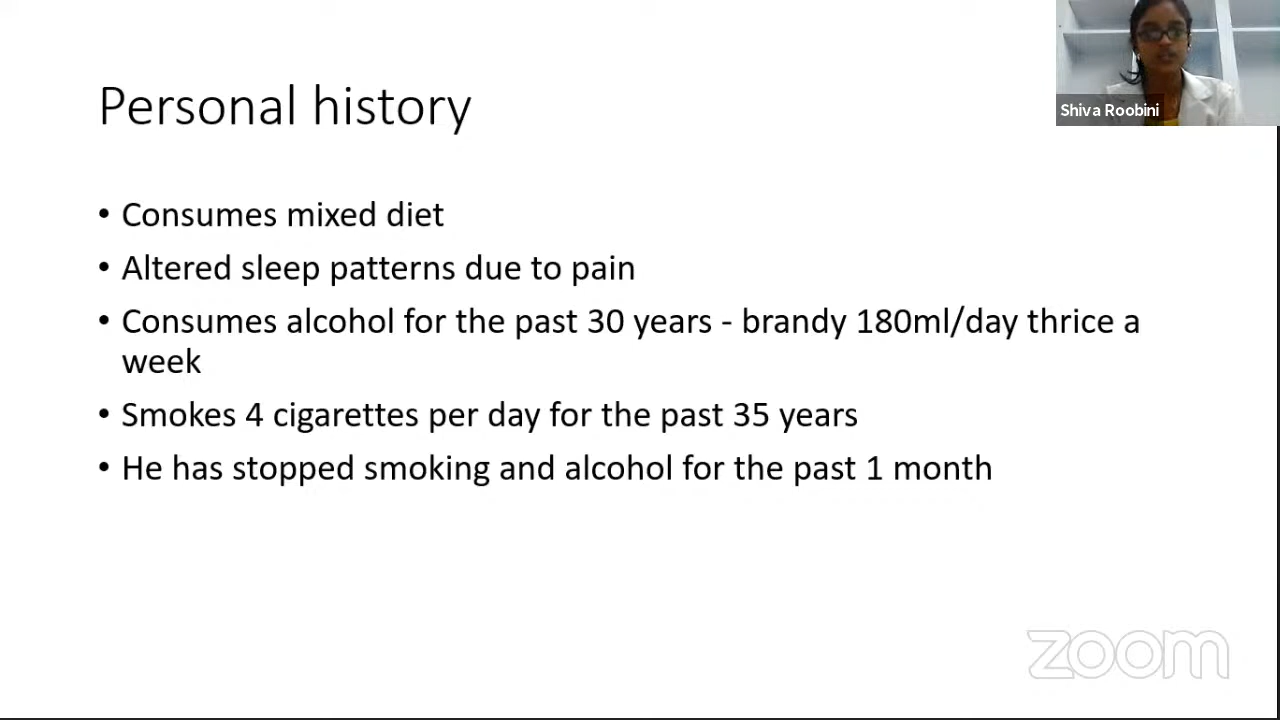 Shiva Roobini
Personal history
• Consumes mixed diet
• Altered sleep patterns due to pain
• Consumes alcohol for the past 30 years - brandy 180ml/day thrice a
week
• Smokes 4 cigarettes per day for the past 35 years
• He has stopped smoking and alcohol for the past 1 month
zoom